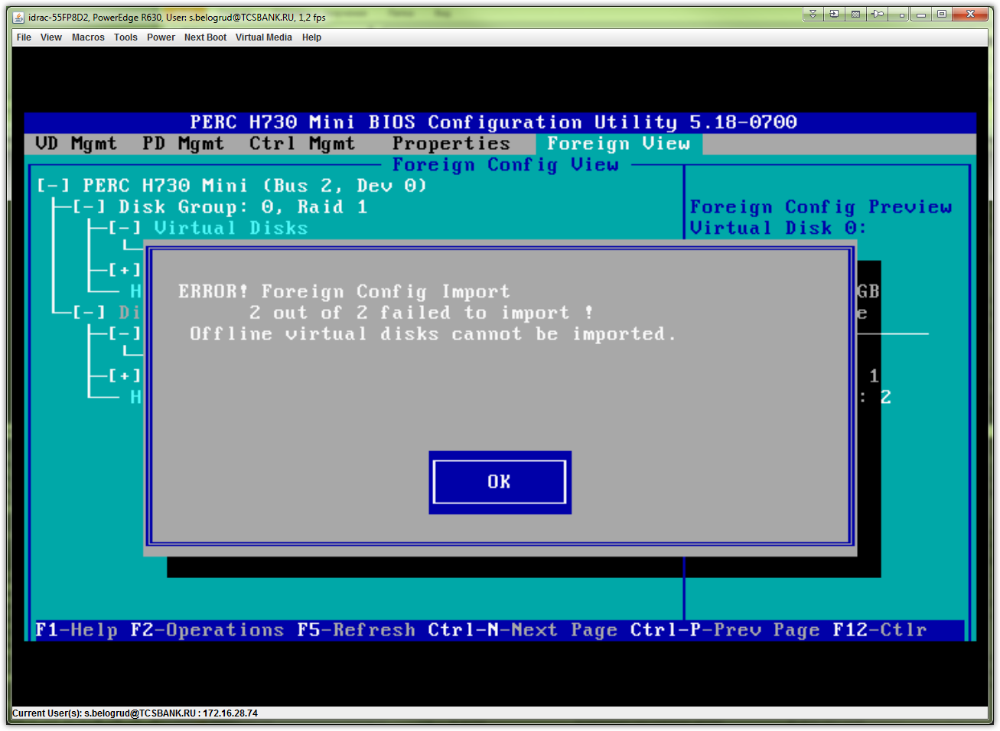 idrac-55FP8D2, PowerEdge R630, User: s.belogrud@TCSBANK.RU, 1,2 fps
File View Macros Tools Power Next Boot Virtual Media Help
PERC H730 Mini BIOS Configuration Utility 5.18-0700
VD Mgmt PD Mgmt Ctrl Mgmt Properties Foreign View
Foreign Config View
[-] PERC H730 Mini (Bus 2, Dev 0)
[-] Disk Group: 0, Raid 1
Foreign Config Preview
[-] Virtual Disks
Virtual Disk 0:
[+]
H
GB
[-] Di
e
[-]
[+]
1
H
: 2
ERROR! Foreign Config Import
2 out of 2 failed to import !
Offline virtual disks cannot be imported.
OK
F1-Help F2-Operations F5-Refresh Ctrl-N-Next Page Ctrl-P-Prev Page F12-Ctlr
Current User(s): s.belogrud@TCSBANK.RU : 172.16.28.74